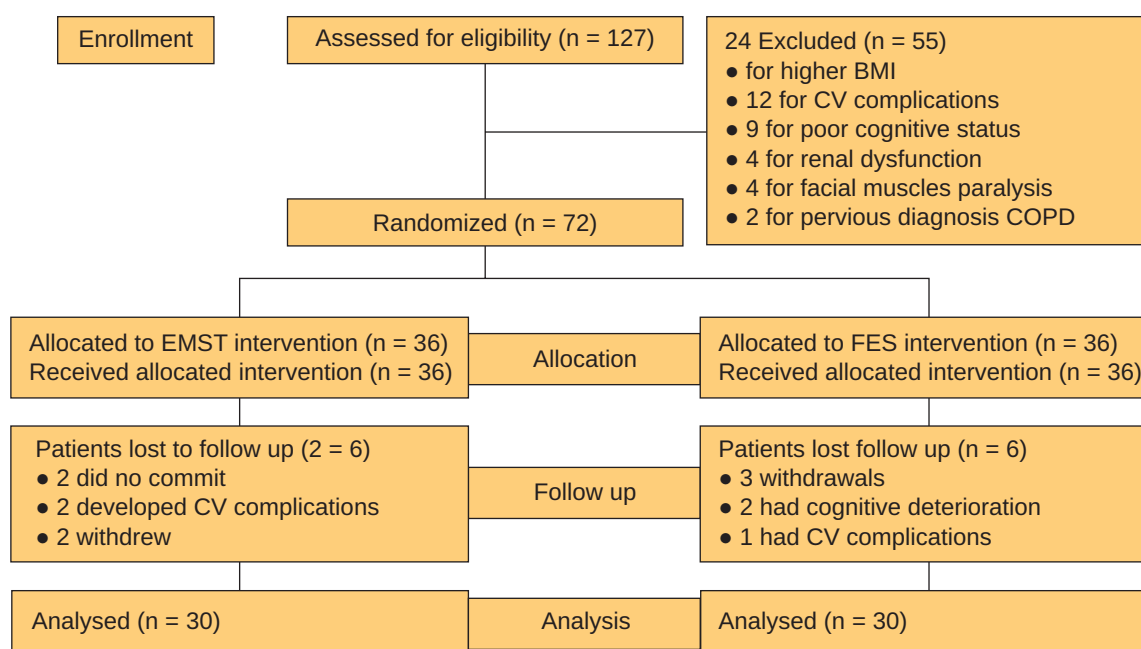 Enrollment
Assessed for eligibility (n = 127)
24 Excluded (n = 55)
● for higher BMI
● 12 for CV complications
● 9 for poor cognitive status
● 4 for renal dysfunction
● 4 for facial muscles paralysis
● 2 for pervious diagnosis COPD
Randomized (n = 72)
Allocated to EMST intervention (n = 36)
Received allocated intervention (n = 36)
Allocation
Allocated to FES intervention (n = 36)
Received allocated intervention (n = 36)
Patients lost to follow up (2 = 6)
● 2 did no commit
● 2 developed CV complications
● 2 withdrew
Follow up
Patients lost follow up (n = 6)
● 3 withdrawals
● 2 had cognitive deterioration
● 1 had CV complications
Analysed (n = 30)
Analysis
Analysed (n = 30)